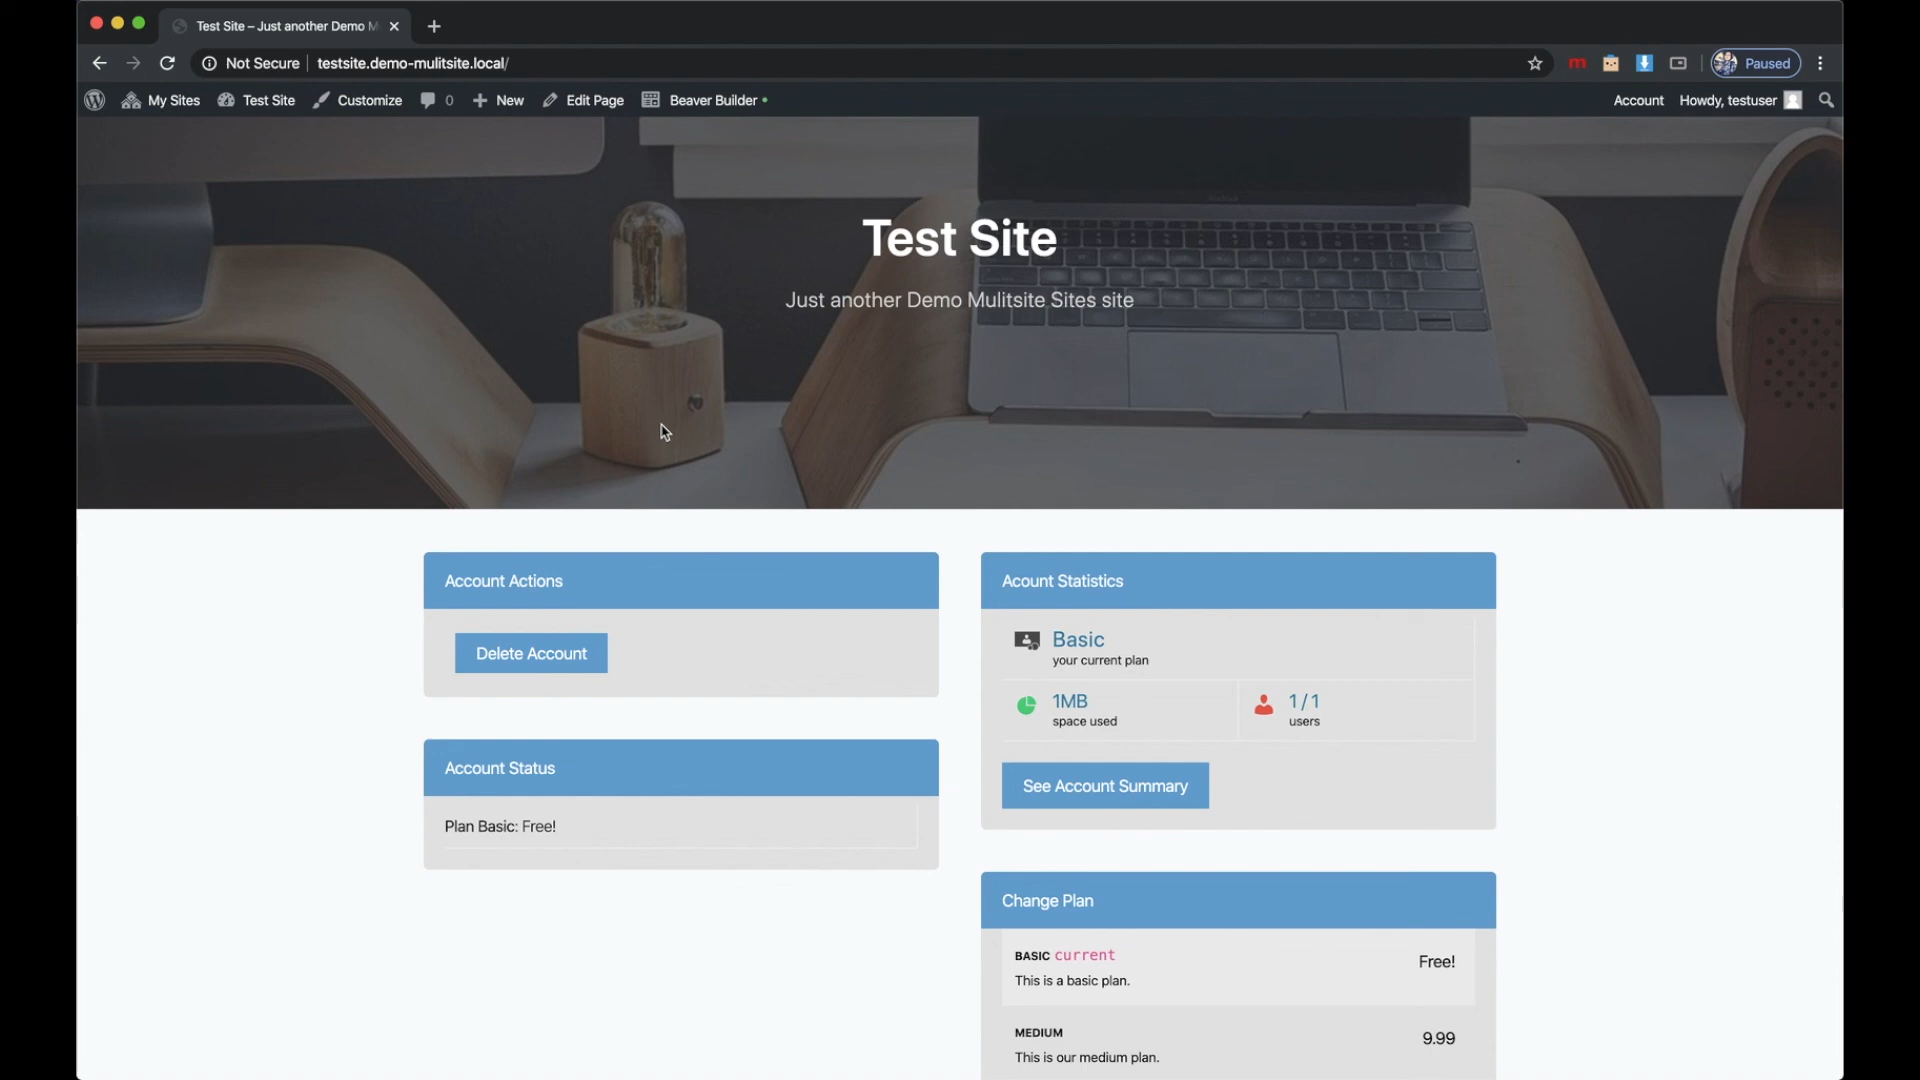 Test Site – Just another Demo M
Not Secure
testsite.demo-mulitsite.local/
m
Paused
My Sites
Test Site
Customize
0
New
Edit Page
Beaver Builder
Account
Howdy, testuser
Test Site
Just another Demo Mulitsite Sites site
Account Actions
Delete Account
Account Status
Plan Basic: Free!
Acount Statistics
Basic
your current plan
1MB
space used
1 / 1
users
See Account Summary
Change Plan
BASIC current
Free!
This is a basic plan.
MEDIUM
9.99
This is our medium plan.